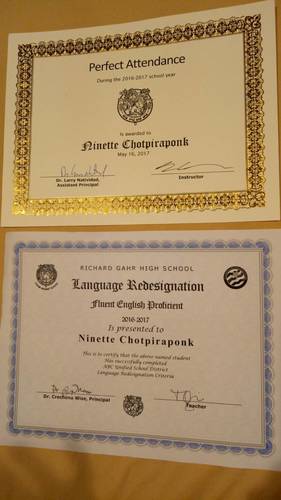 Perfect Attendance
During the 2016-2017 school year
Is awarded to
Ninette Chotpiraponk
May 16, 2017
Dr. Larry Natividad,
Assistant Principal
Instructor
RICHARD GAHR HIGH SCHOOL
Language Redesignation
Fluent English Proficient
2016-2017
Is presented to
Ninette Chotpiraponk
This is to certify that the above named student
Has successfully completed
ABC Unified School District
Language Redesignation Criteria
Dr. Crechena Wise, Principal
Teacher